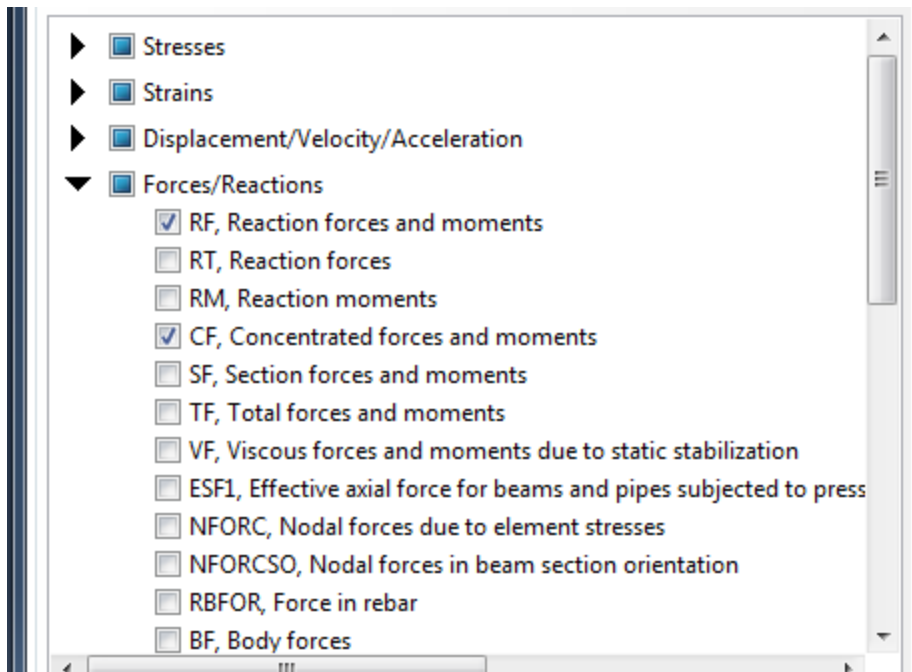 Stresses
Strains
Displacement/Velocity/Acceleration
Forces/Reactions
RF, Reaction forces and moments
RT, Reaction forces
RM, Reaction moments
CF, Concentrated forces and moments
SF, Section forces and moments
TF, Total forces and moments
VF, Viscous forces and moments due to static stabilization
ESF1, Effective axial force for beams and pipes subjected to press
NFORC, Nodal forces due to element stresses
NFORCSO, Nodal forces in beam section orientation
RBFOR, Force in rebar
BF, Body forces